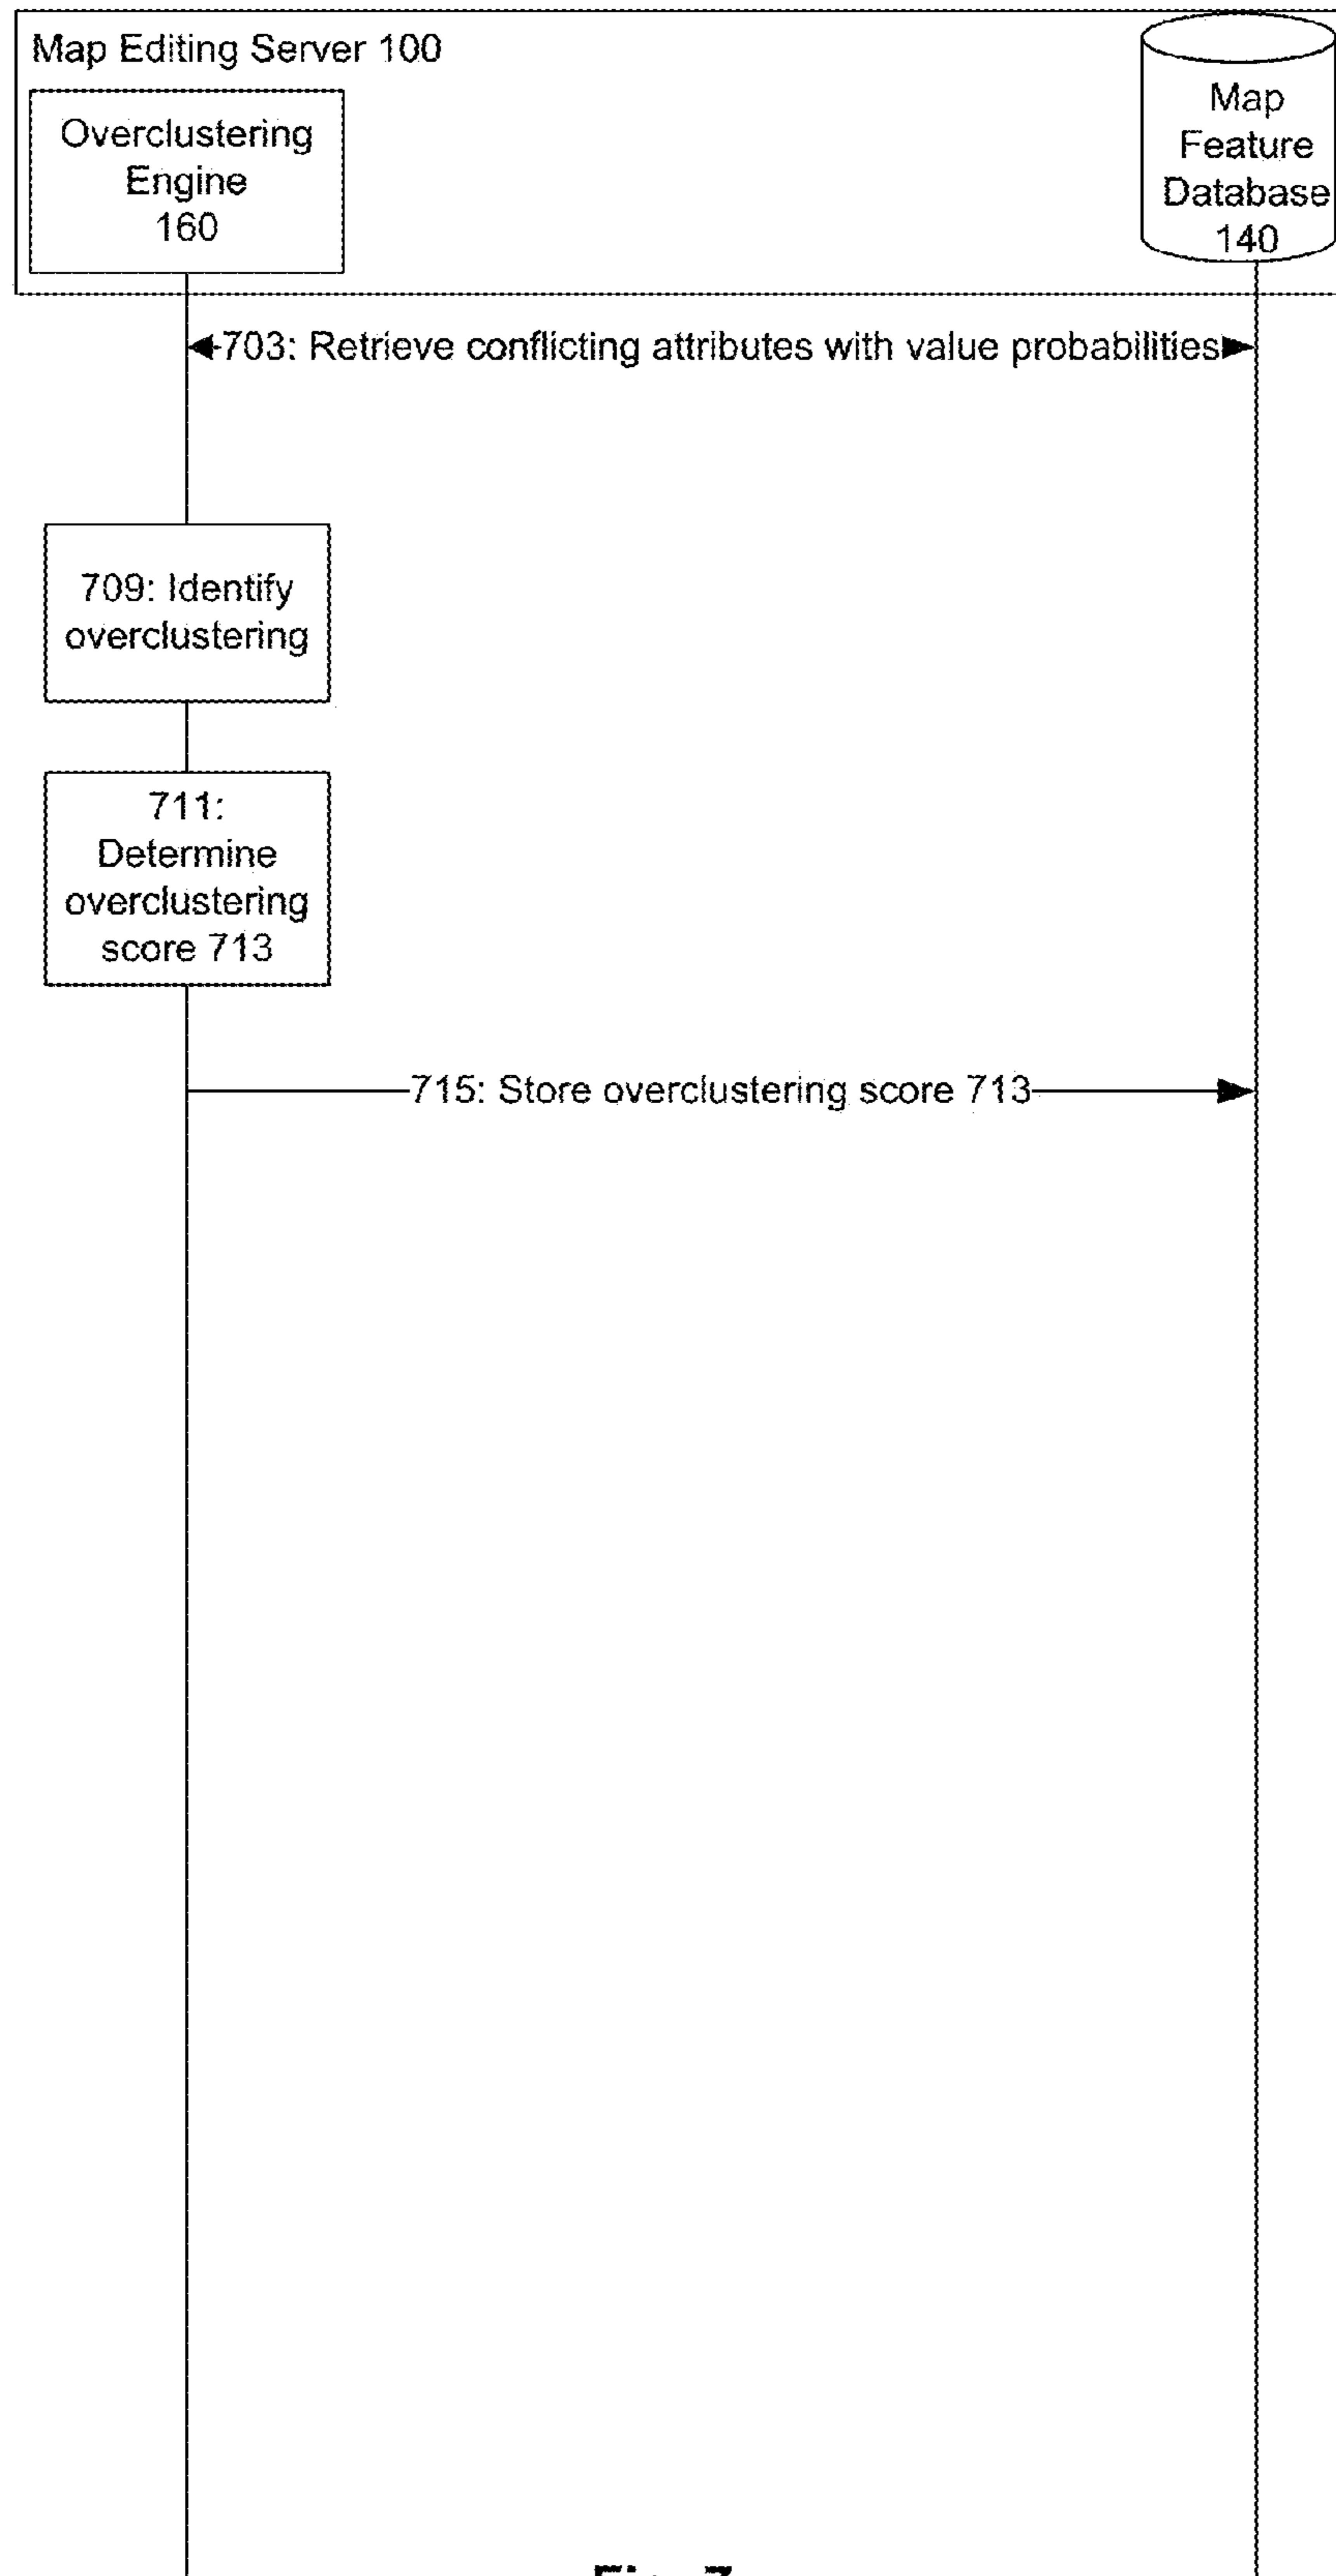 Map Editing Server 100
Overclustering
Engine
160
Map
Feature
Database
140
703: Retrieve conflicting attributes with value probabilities
709: Identify
overclustering
711:
Determine
overclustering
score 713
715: Store overclustering score 713